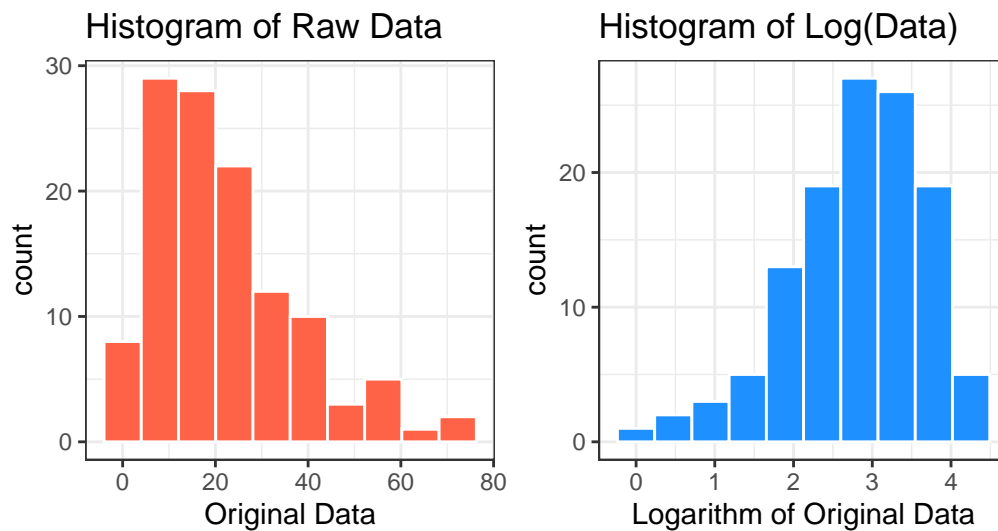 Histogram of Raw Data
30
20
10
0
count
0 20 40 60 80
Original Data
Histogram of Log(Data)
20
10
0
count
0 1 2 3 4
Logarithm of Original Data